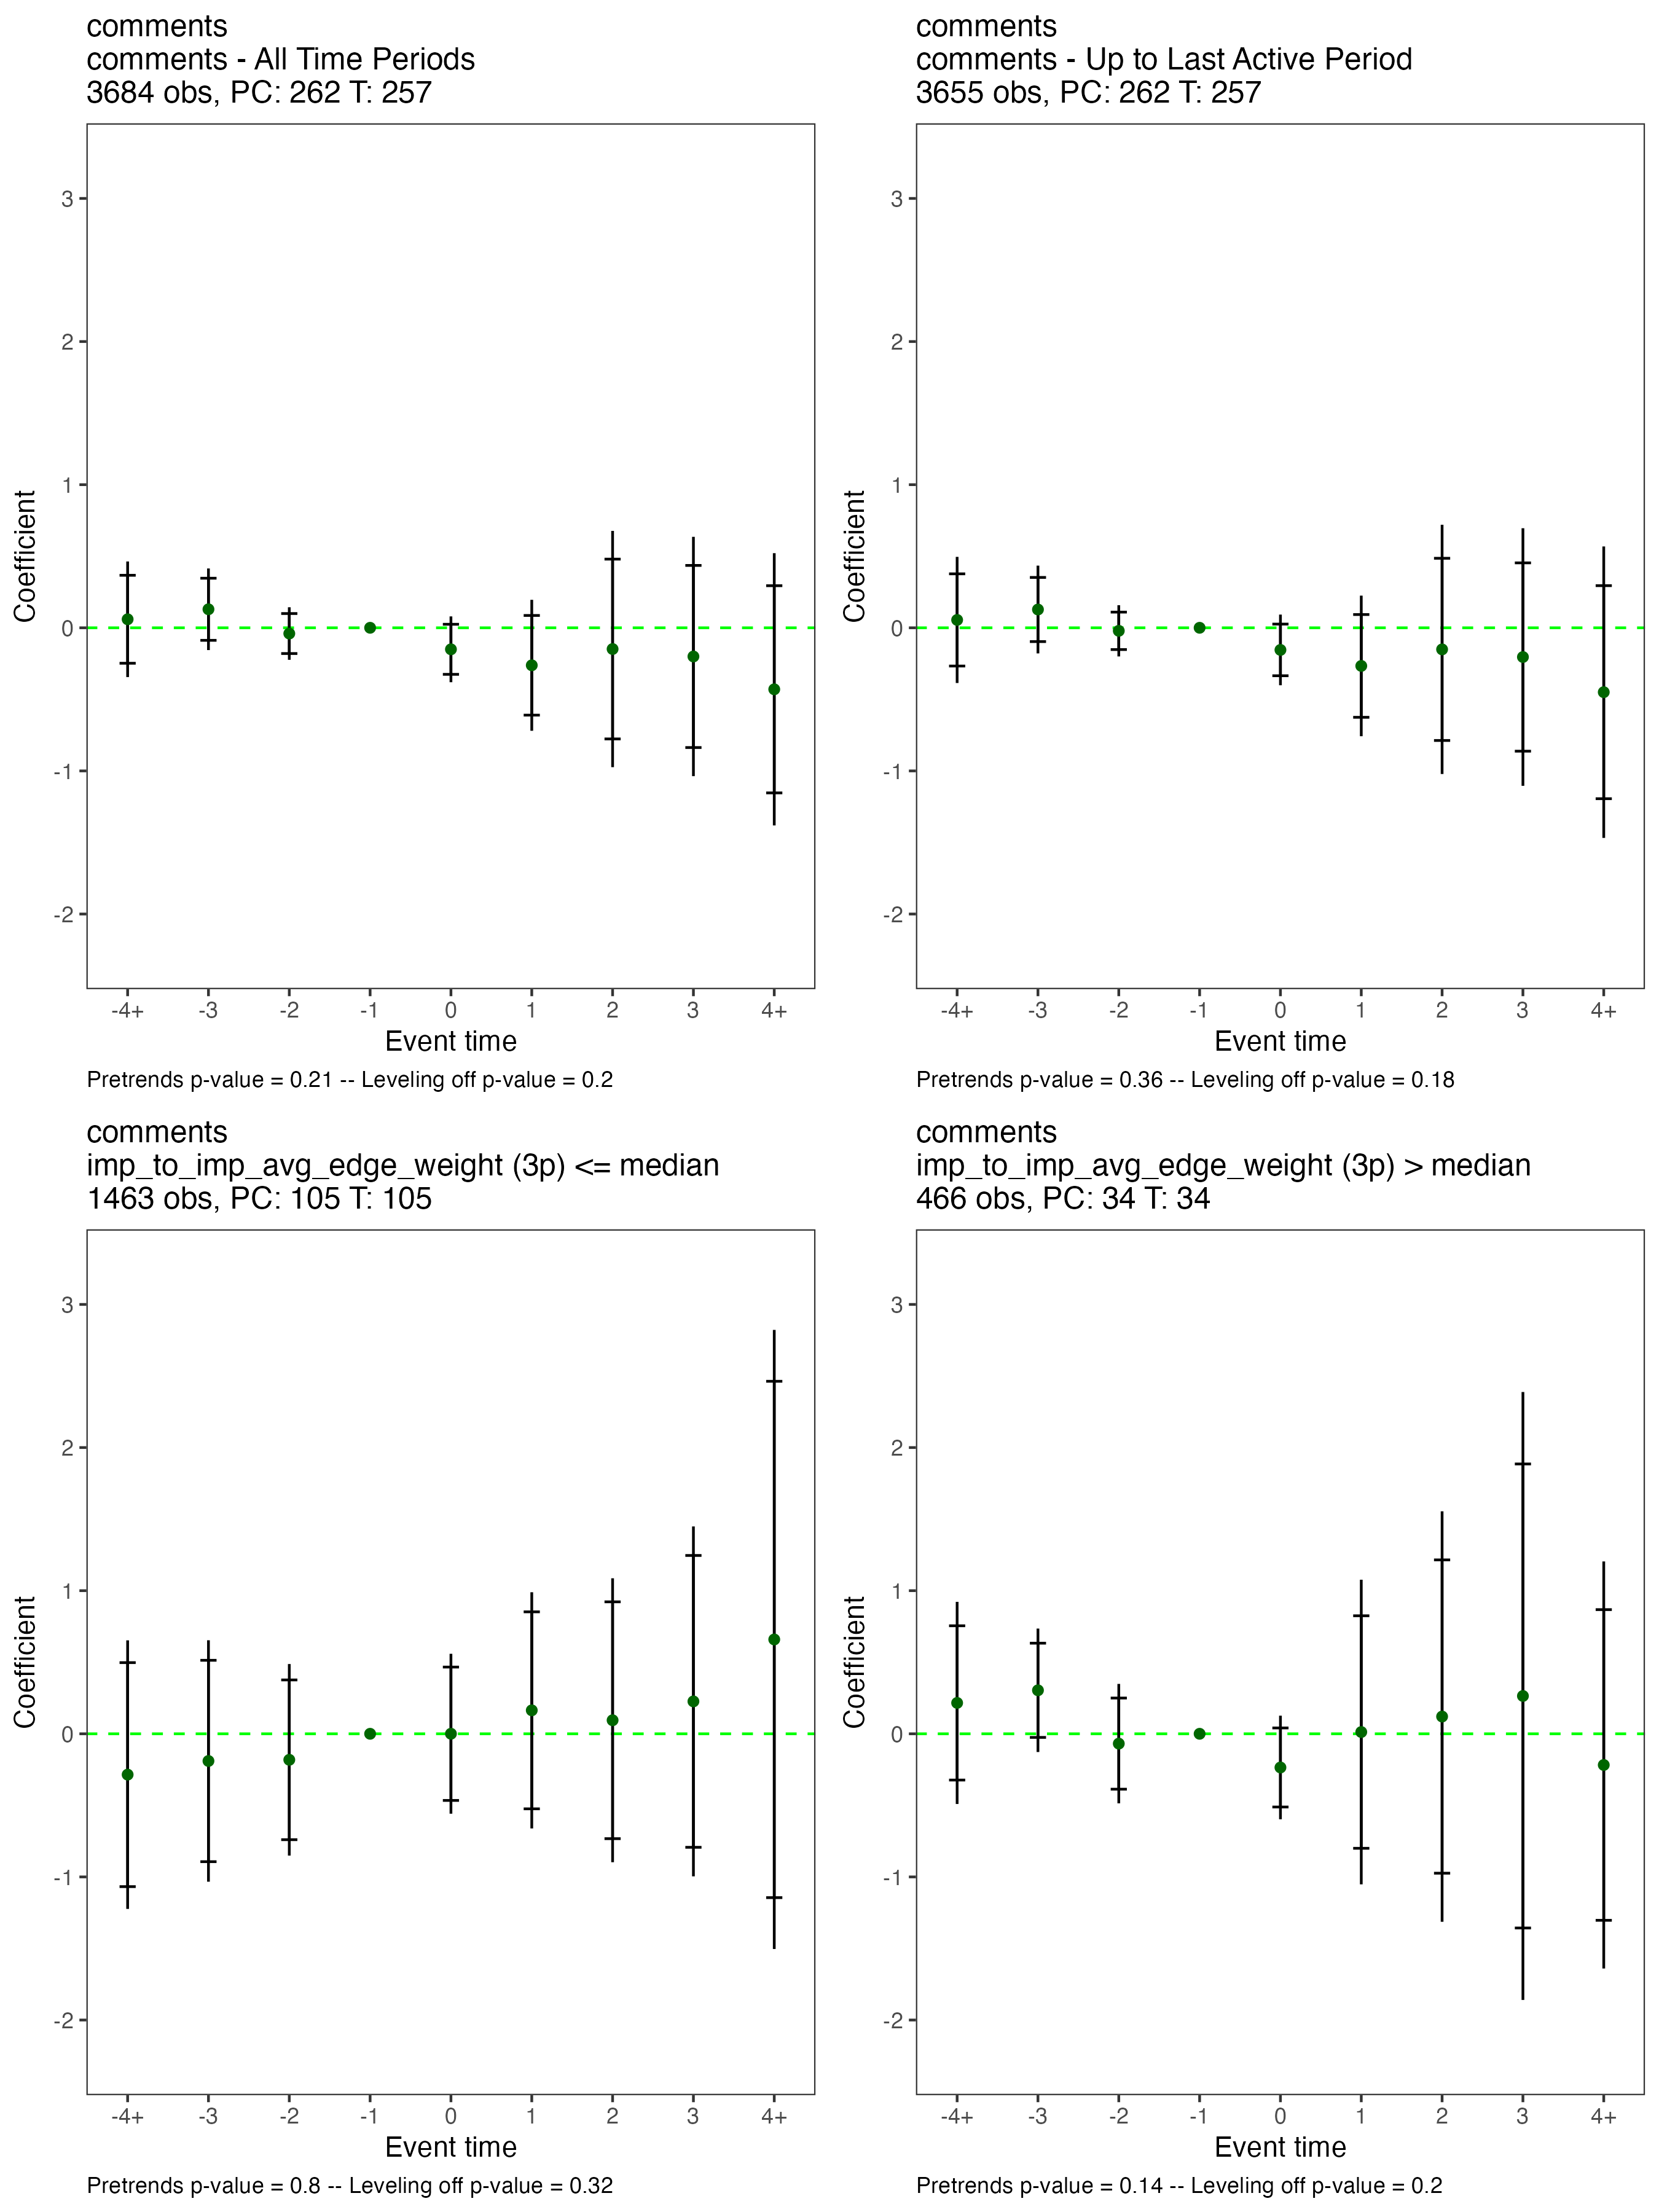 comments
comments - All Time Periods
3684 obs, PC: 262 T: 257
Coefficient
3
2
1
0
-1
-2
-4+ -3 -2 -1 0 1 2 3 4+
Event time
Pretrends p-value = 0.21 -- Leveling off p-value = 0.2
comments
comments - Up to Last Active Period
3655 obs, PC: 262 T: 257
Coefficient
3
2
1
0
-1
-2
-4+ -3 -2 -1 0 1 2 3 4+
Event time
Pretrends p-value = 0.36 -- Leveling off p-value = 0.18
comments
imp_to_imp_avg_edge_weight (3p) <= median
1463 obs, PC: 105 T: 105
Coefficient
3
2
1
0
-1
-2
-4+ -3 -2 -1 0 1 2 3 4+
Event time
Pretrends p-value = 0.8 -- Leveling off p-value = 0.32
comments
imp_to_imp_avg_edge_weight (3p) > median
466 obs, PC: 34 T: 34
Coefficient
3
2
1
0
-1
-2
-4+ -3 -2 -1 0 1 2 3 4+
Event time
Pretrends p-value = 0.14 -- Leveling off p-value = 0.2